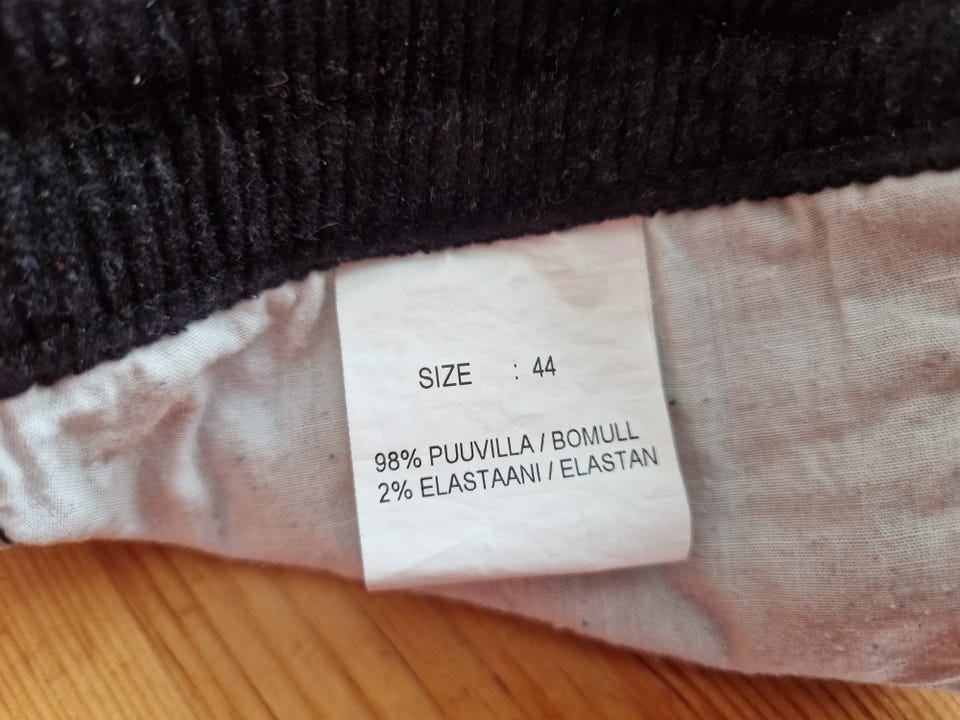 SIZE : 44
98% PUUVILLA / BOMULL
2% ELASTAANI / ELASTAN